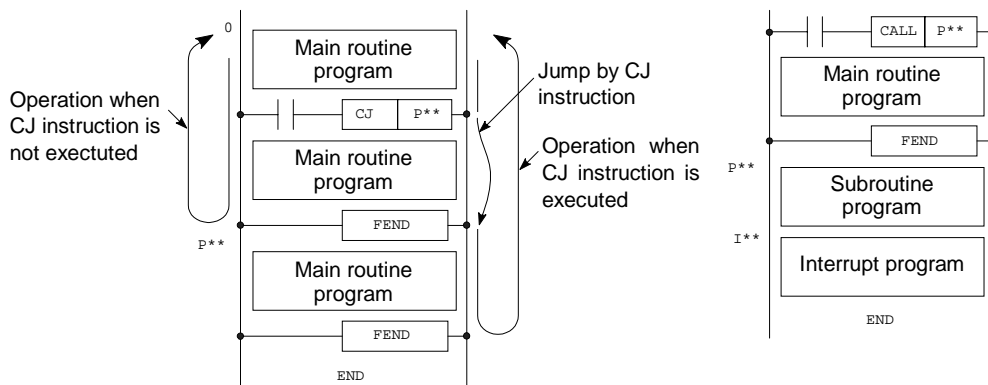 0
Main routine
program
Operation when
CJ instruction is
not exectuted
CJ P**
Main routine
program
FEND
P**
Main routine
program
FEND
END
Jump by CJ
instruction
Operation when
CJ instruction is
executed
CALL P**
Main routine
program
FEND
P**
Subroutine
program
I**
Interrupt program
END